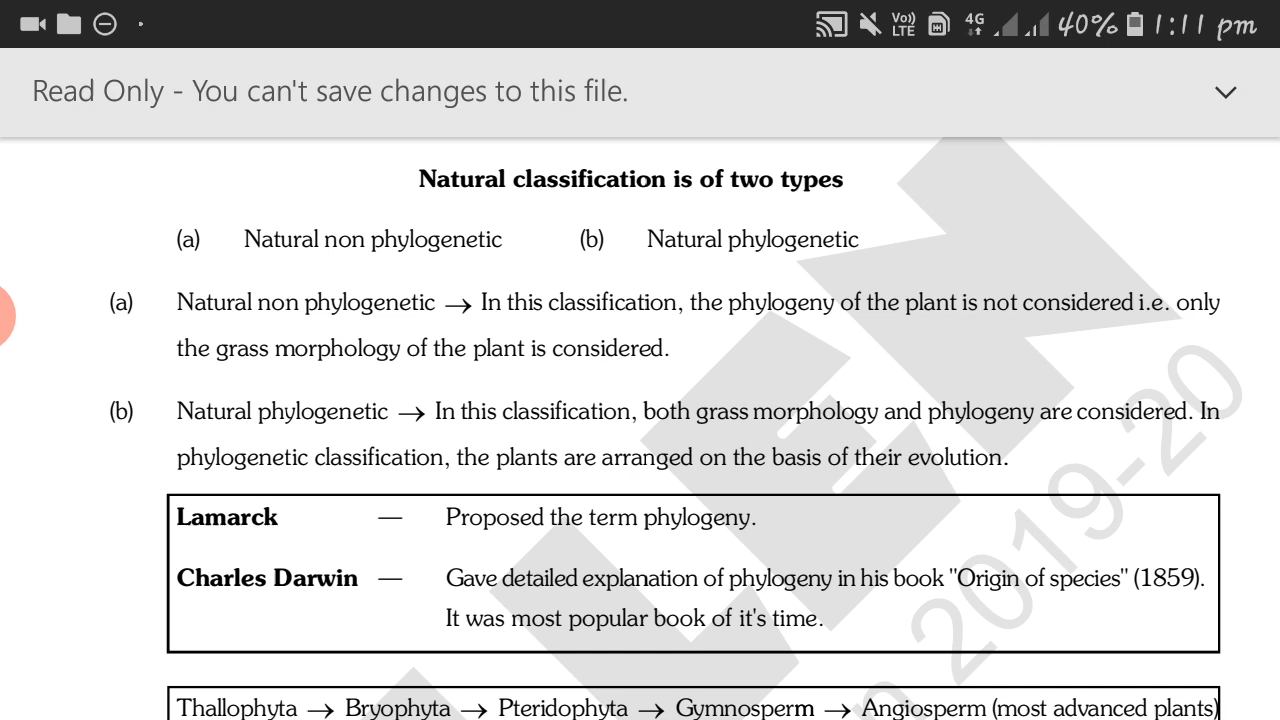 Vo)) LTE 4G 40% 1:11 pm
Read Only - You can't save changes to this file.
Natural classification is of two types
(a) Natural non phylogenetic (b) Natural phylogenetic
(a) Natural non phylogenetic → In this classification, the phylogeny of the plant is not considered i.e. only
the grass morphology of the plant is considered.
(b) Natural phylogenetic → In this classification, both grass morphology and phylogeny are considered. In
phylogenetic classification, the plants are arranged on the basis of their evolution.
Lamarck — Proposed the term phylogeny.
Charles Darwin — Gave detailed explanation of phylogeny in his book "Origin of species" (1859).
It was most popular book of it's time.
Thallophyta → Bryophyta → Pteridophyta → Gymnosperm → Angiosperm (most advanced plants)
2019-20